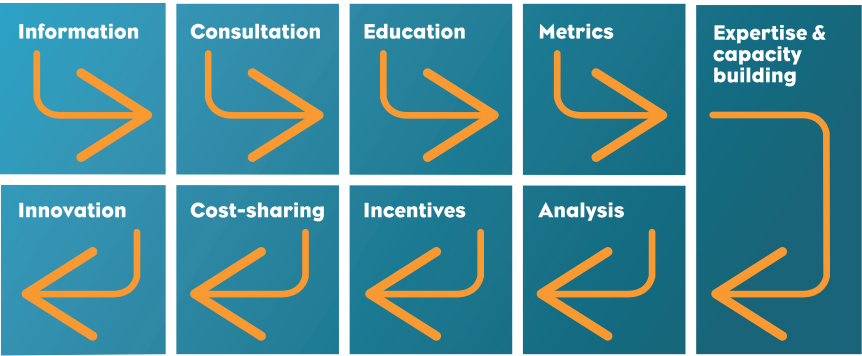 Information
Consultation
Education
Metrics
Expertise &
capacity
building
Innovation
Cost-sharing
Incentives
Analysis